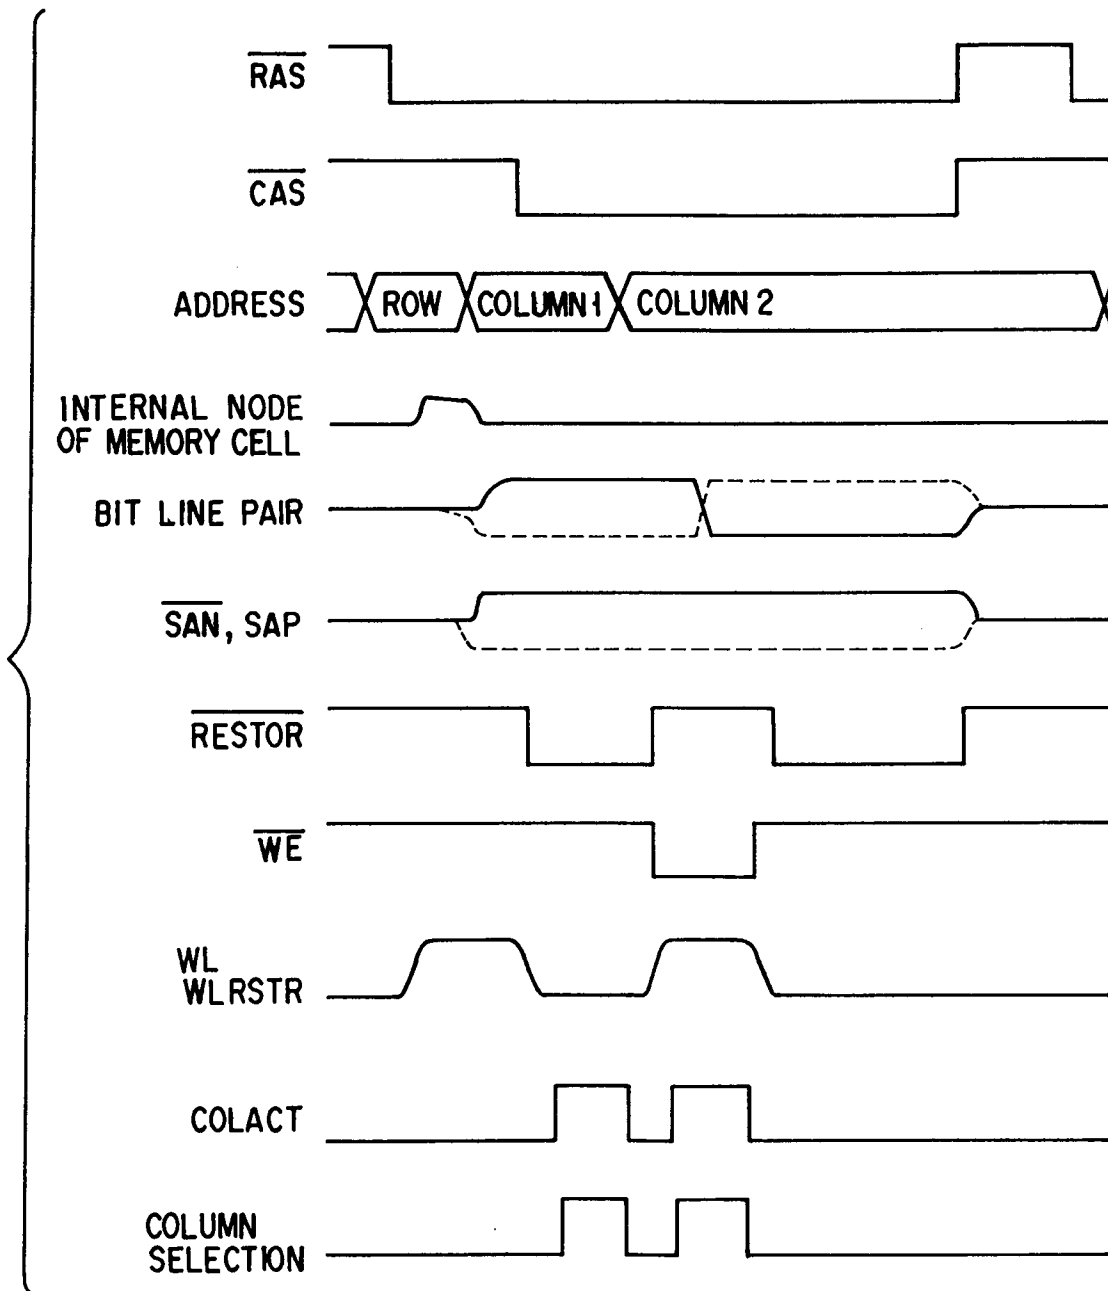 RAS
CAS
ADDRESS ROW COLUMN 1 COLUMN 2
INTERNAL NODE
OF MEMORY CELL
BIT LINE PAIR
SAN, SAP
RESTOR
WE
WL
WLRSTR
COLACT
COLUMN
SELECTION